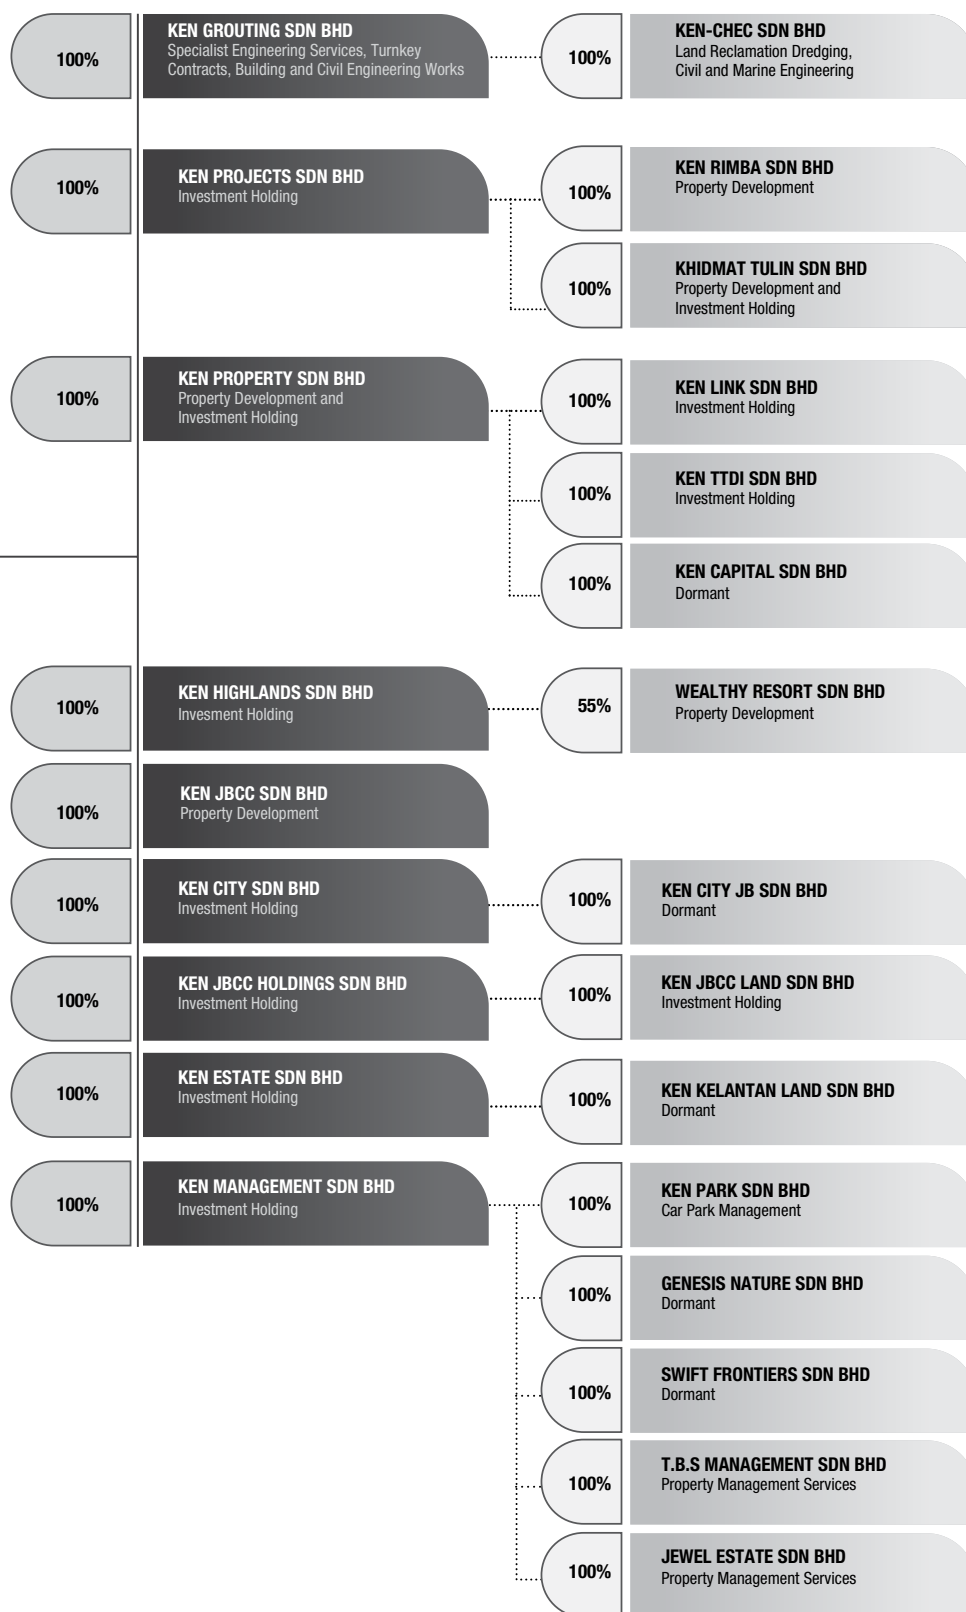 100%
KEN GROUTING SDN BHD
Specialist Engineering Services, Turnkey
Contracts, Building and Civil Engineering Works
100%
KEN-CHEC SDN BHD
Land Reclamation Dredging,
Civil and Marine Engineering
100%
KEN PROJECTS SDN BHD
Investment Holding
100%
KEN RIMBA SDN BHD
Property Development
100%
KHIDMAT TULIN SDN BHD
Property Development and
Investment Holding
100%
KEN PROPERTY SDN BHD
Property Development and
Investment Holding
100%
KEN LINK SDN BHD
Investment Holding
100%
KEN TTDI SDN BHD
Investment Holding
100%
KEN CAPITAL SDN BHD
Dormant
100%
KEN HIGHLANDS SDN BHD
Invesment Holding
55%
WEALTHY RESORT SDN BHD
Property Development
100%
KEN JBCC SDN BHD
Property Development
100%
KEN CITY SDN BHD
Investment Holding
100%
KEN CITY JB SDN BHD
Dormant
100%
KEN JBCC HOLDINGS SDN BHD
Investment Holding
100%
KEN JBCC LAND SDN BHD
Investment Holding
100%
KEN ESTATE SDN BHD
Investment Holding
100%
KEN KELANTAN LAND SDN BHD
Dormant
100%
KEN MANAGEMENT SDN BHD
Investment Holding
100%
KEN PARK SDN BHD
Car Park Management
100%
GENESIS NATURE SDN BHD
Dormant
100%
SWIFT FRONTIERS SDN BHD
Dormant
100%
T.B.S MANAGEMENT SDN BHD
Property Management Services
100%
JEWEL ESTATE SDN BHD
Property Management Services